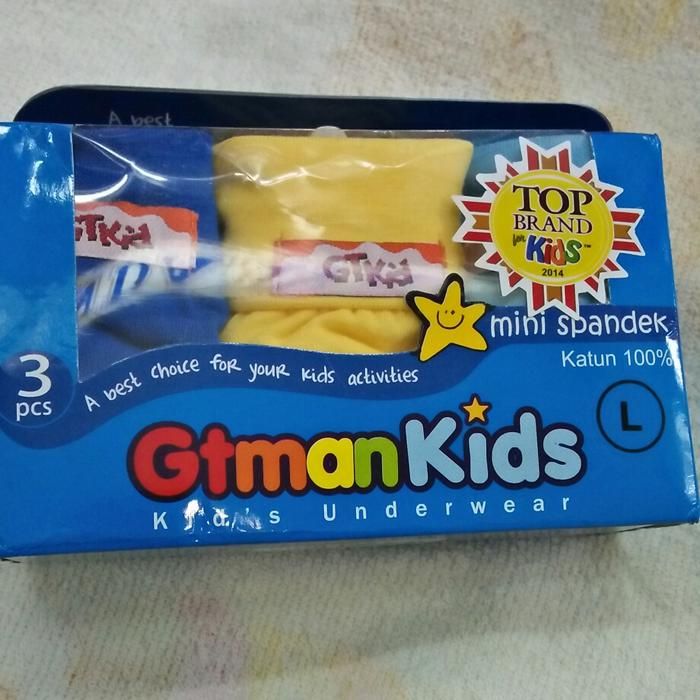 A best
GTKid
GTKid
TOP
BRAND
for Kids™
2014
mini spandek
Katun 100%
3
pcs
A best choice for your kids activities
L
GtmanKids
Kid's Underwear